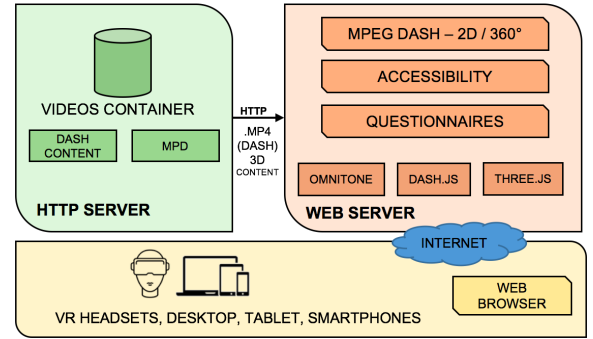 VIDEOS CONTAINER
DASH
CONTENT
MPD
HTTP SERVER
HTTP
.MP4
(DASH)
3D
CONTENT
MPEG DASH – 2D / 360°
ACCESSIBILITY
QUESTIONNAIRES
OMNITONE
DASH.JS
THREE.JS
WEB SERVER
INTERNET
VR HEADSETS, DESKTOP, TABLET, SMARTPHONES
WEB
BROWSER